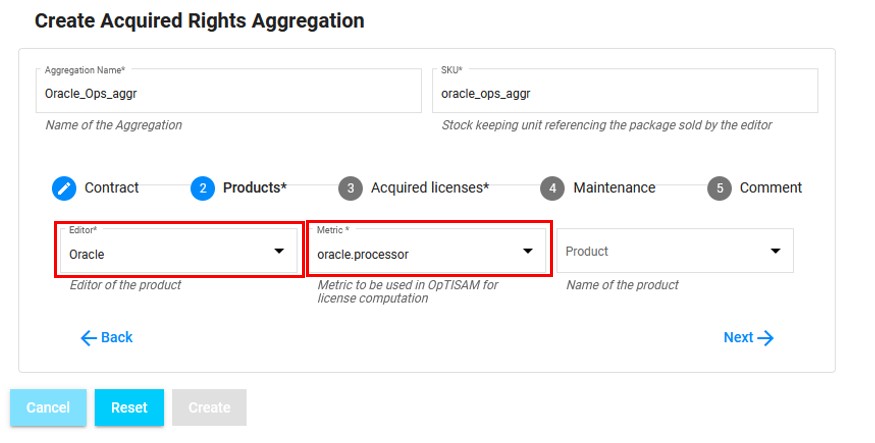 Create Acquired Rights Aggregation
Aggregation Name*
Oracle_Ops_aggr
Name of the Aggregation
SKU*
oracle_ops_aggr
Stock keeping unit referencing the package sold by the editor
Contract
2 Products*
3 Acquired licenses*
4 Maintenance
5 Comment
Editor*
Oracle
Editor of the product
Metric *
oracle.processor
Metric to be used in OpTISAM for
license computation
Product
Name of the product
Back
Next
Cancel
Reset
Create